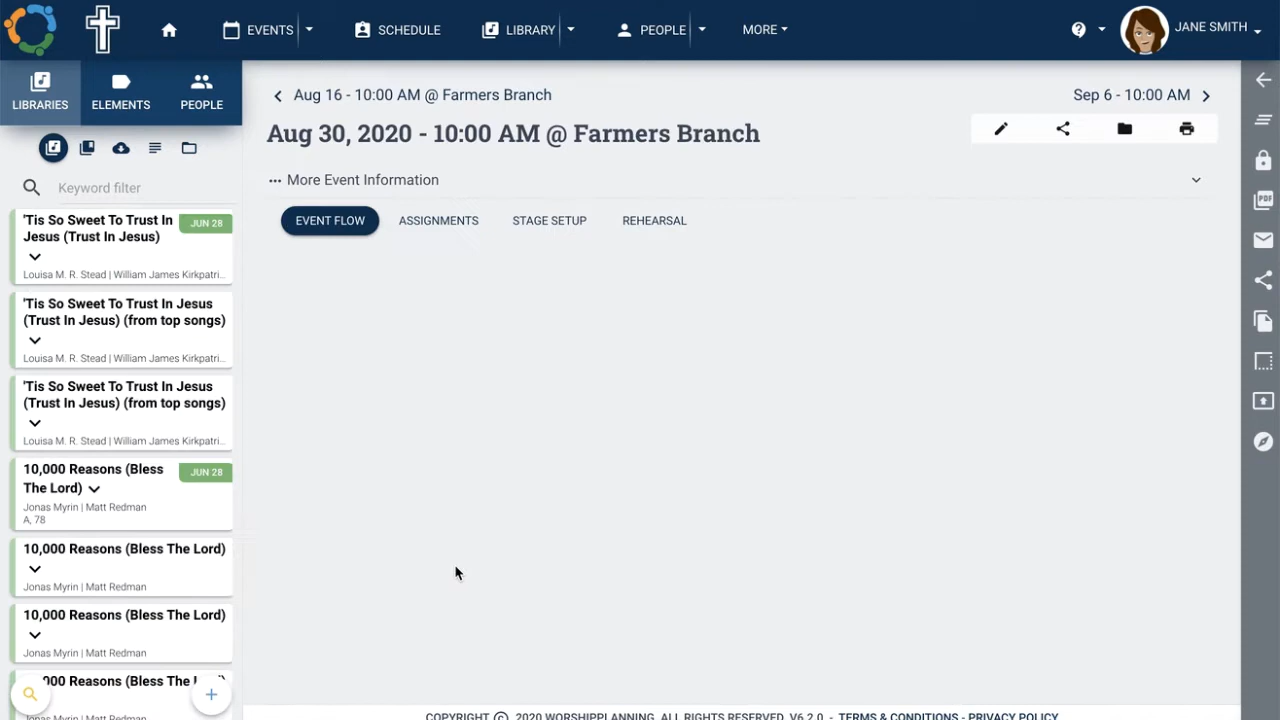 EVENTS
SCHEDULE
LIBRARY
PEOPLE
MORE
JANE SMITH
LIBRARIES
ELEMENTS
PEOPLE
Keyword filter
'Tis So Sweet To Trust In
Jesus (Trust In Jesus)
JUN 28
Louisa M. R. Stead | William James Kirkpatri...
'Tis So Sweet To Trust In Jesus
(Trust In Jesus) (from top songs)
Louisa M. R. Stead | William James Kirkpatri...
'Tis So Sweet To Trust In Jesus
(Trust In Jesus) (from top songs)
Louisa M. R. Stead | William James Kirkpatri...
10,000 Reasons (Bless
The Lord)
JUN 28
Jonas Myrin | Matt Redman
A, 78
10,000 Reasons (Bless The Lord)
Jonas Myrin | Matt Redman
10,000 Reasons (Bless The Lord)
Jonas Myrin | Matt Redman
Reasons (Bless The
Myrin | Matt Redman
Aug 16 - 10:00 AM @ Farmers Branch
Sep 6 - 10:00 AM
Aug 30, 2020 - 10:00 AM @ Farmers Branch
PDF
More Event Information
EVENT FLOW
ASSIGNMENTS
STAGE SETUP
REHEARSAL
COPYRIGHT © 2020 WORSHIPPLANNING. ALL RIGHTS RESERVED. V6.2.0 - TERMS & CONDITIONS - PRIVACY POLICY